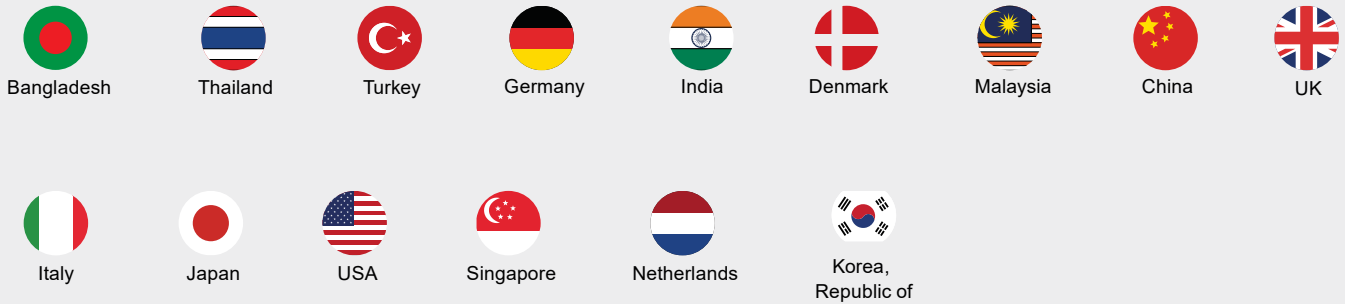 Bangladesh
Thailand
Turkey
Germany
India
Denmark
Malaysia
China
UK
Italy
Japan
USA
Singapore
Netherlands
Korea,
Republic of